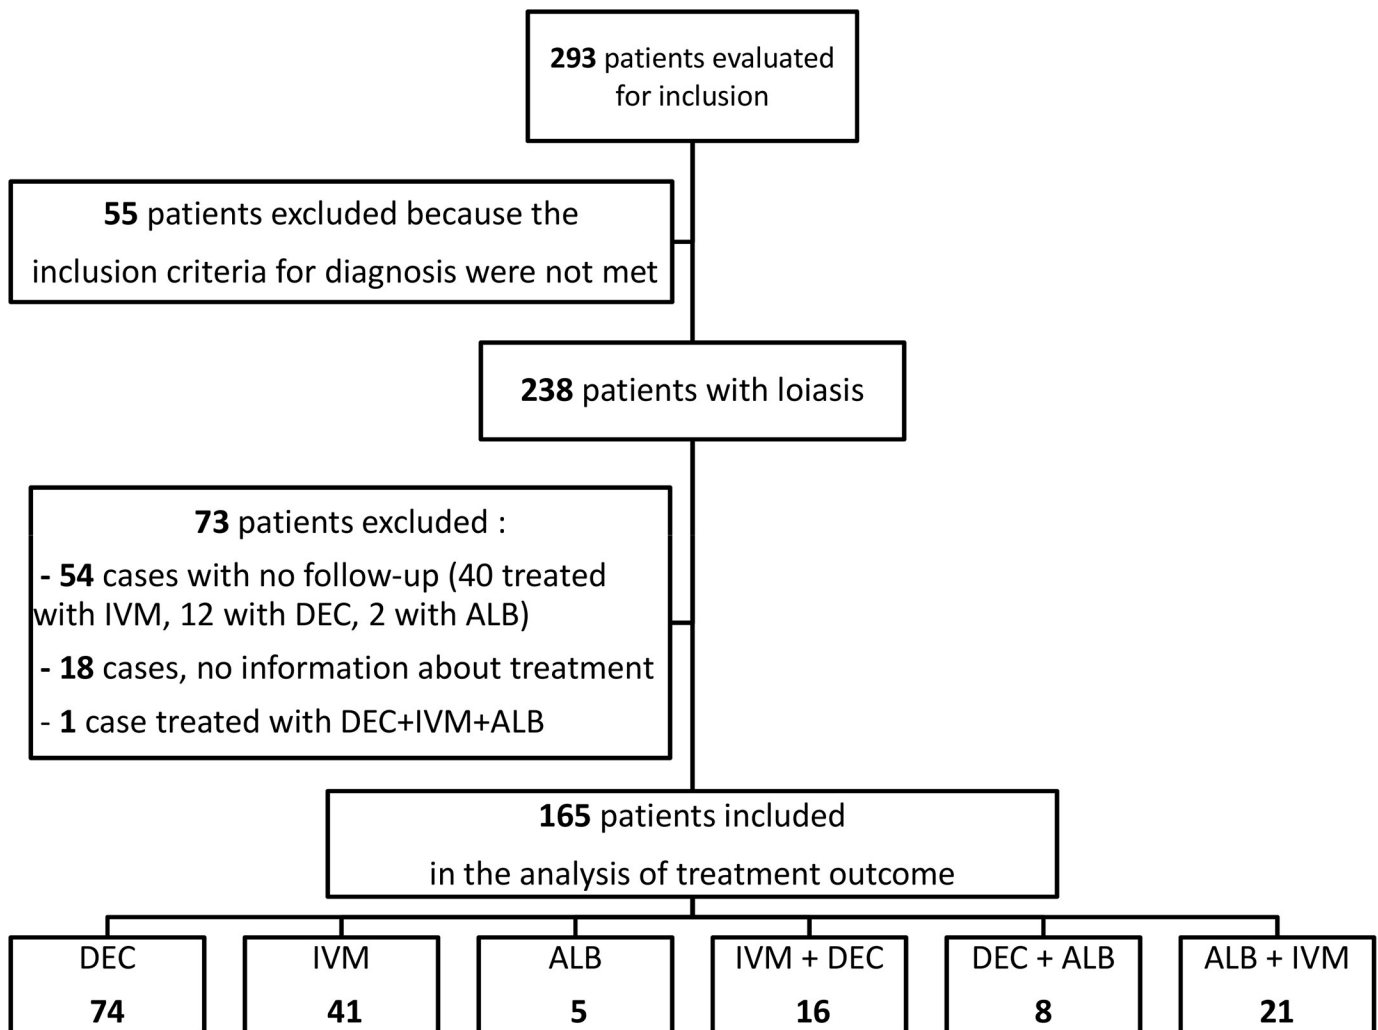 293 patients evaluated
for inclusion
55 patients excluded because the
inclusion criteria for diagnosis were not met
238 patients with loiasis
73 patients excluded :
- 54 cases with no follow-up (40 treated
with IVM, 12 with DEC, 2 with ALB)
- 18 cases, no information about treatment
- 1 case treated with DEC+IVM+ALB
165 patients included
in the analysis of treatment outcome
DEC
74
IVM
41
ALB
5
IVM + DEC
16
DEC + ALB
8
ALB + IVM
21